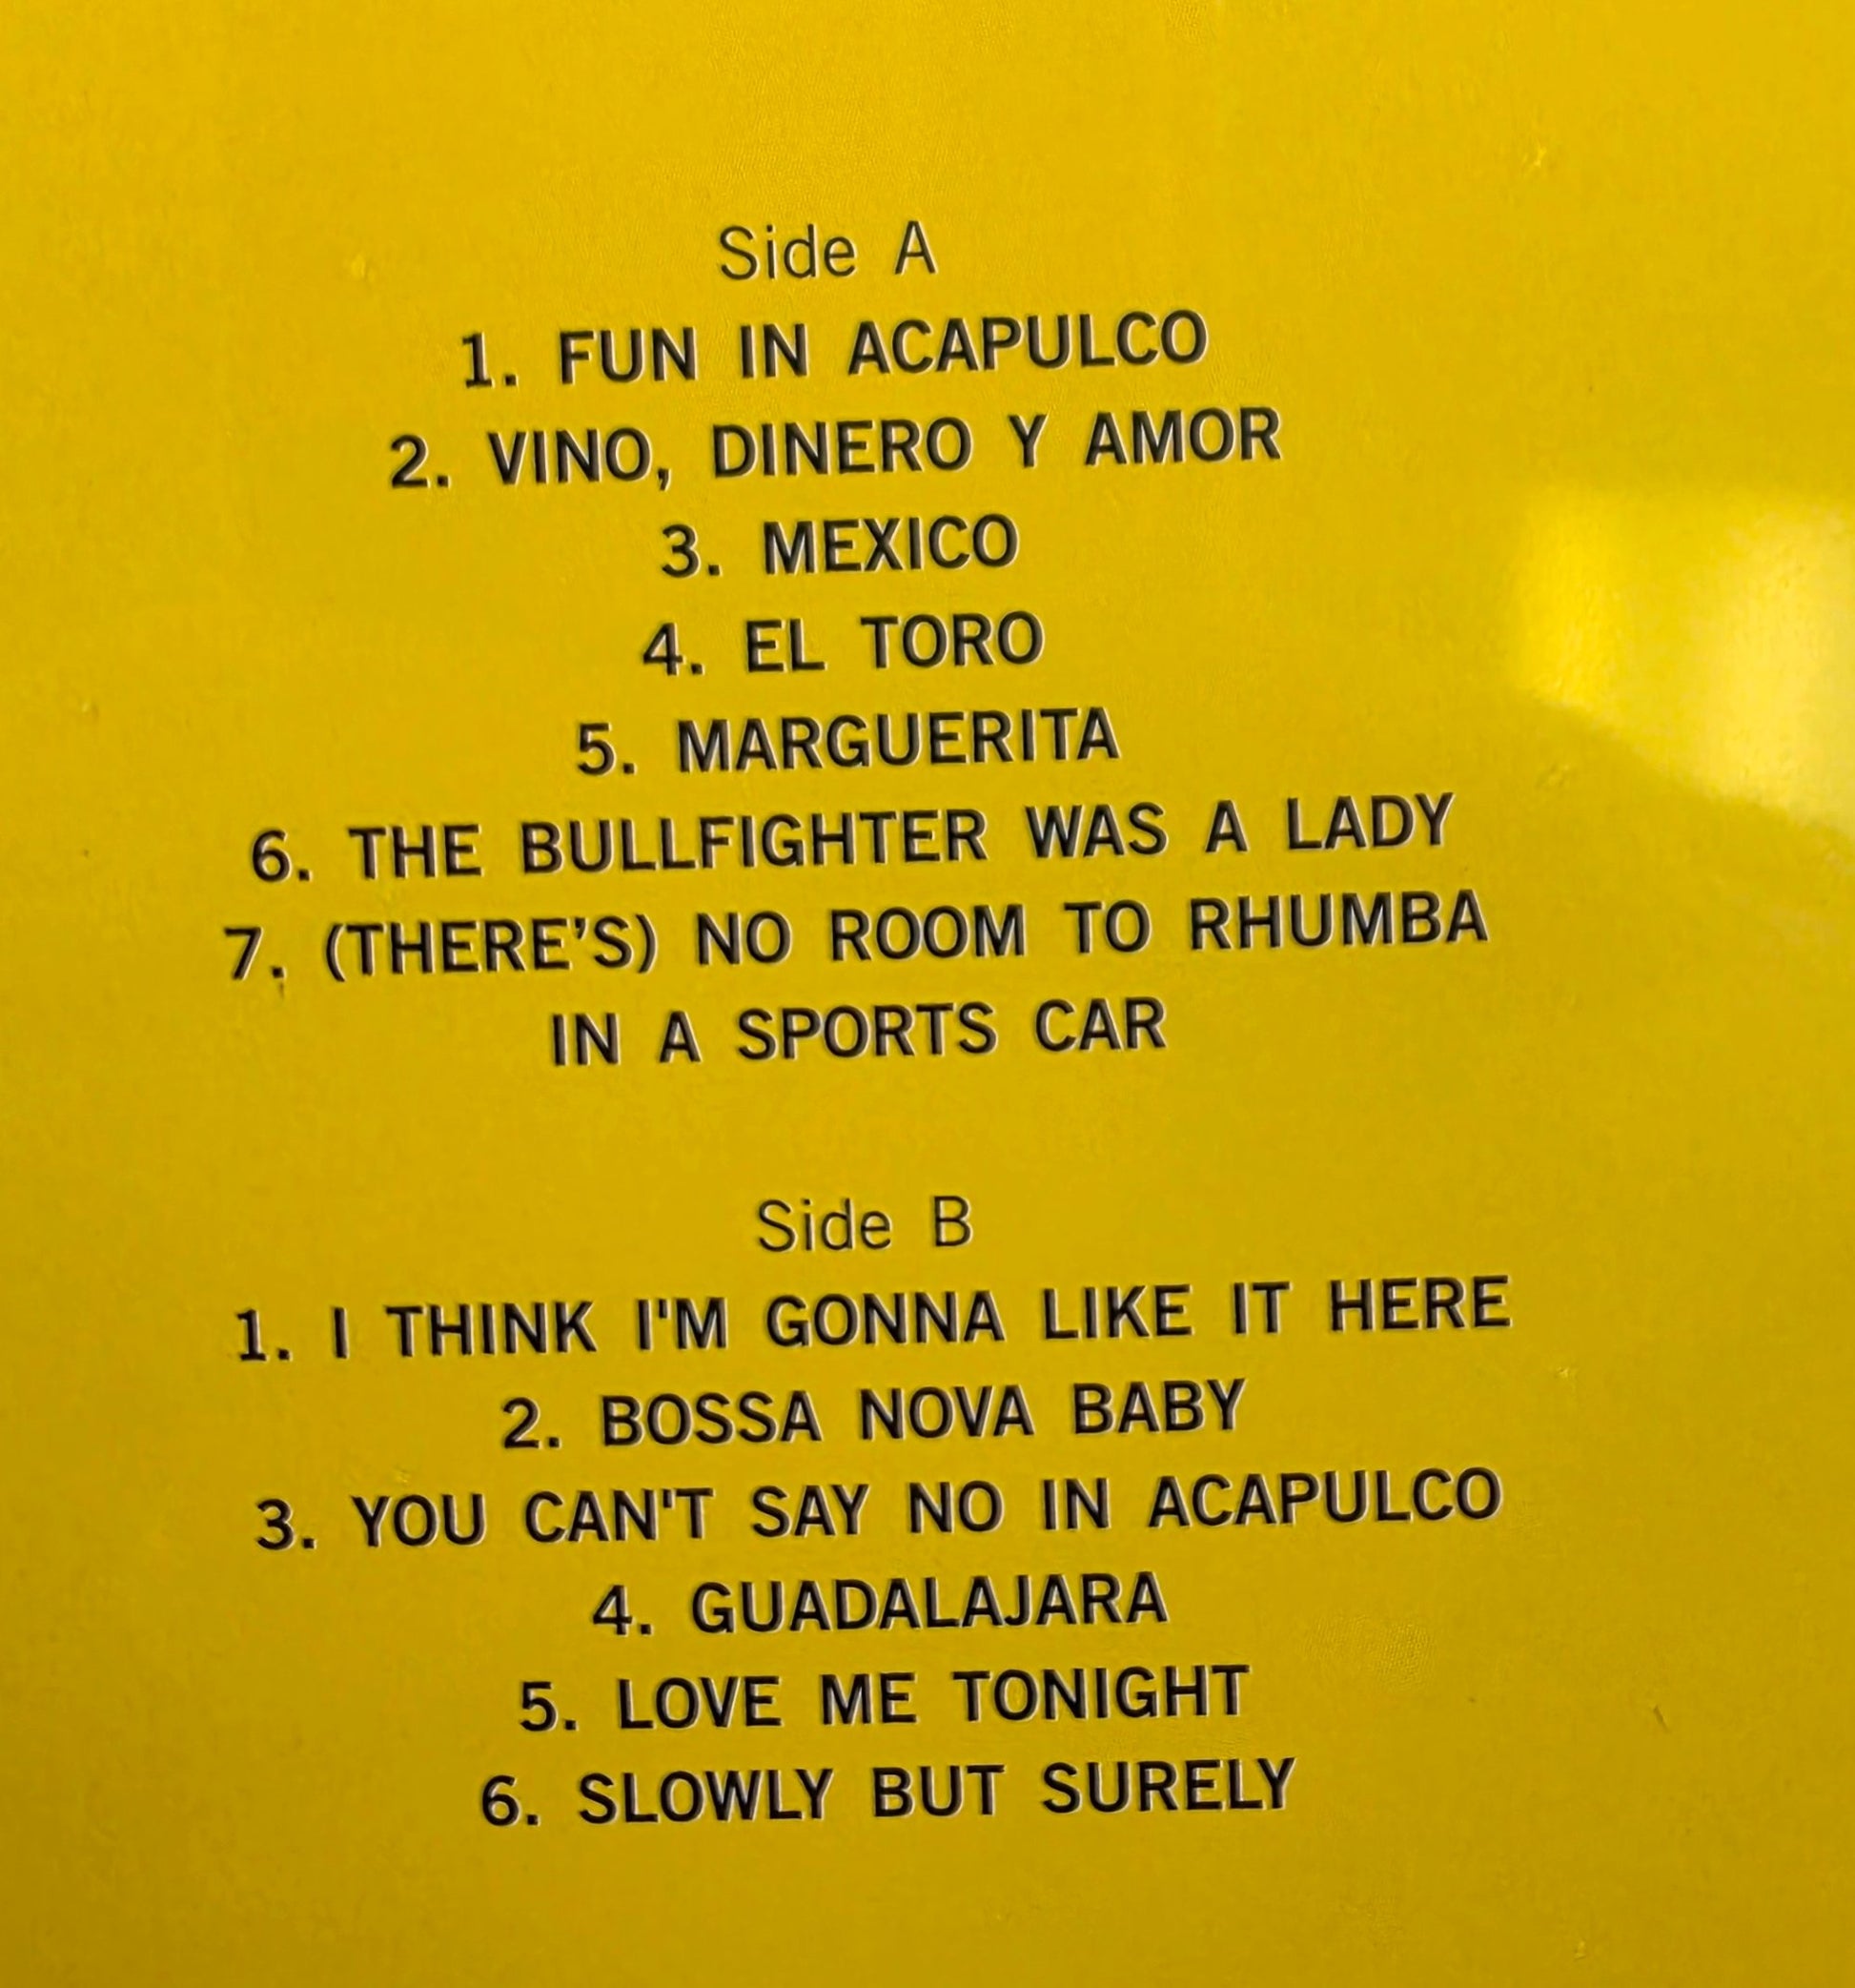 Side A
1. FUN IN ACAPULCO
2. VINO, DINERO Y AMOR
3. MEXICO
4. EL TORO
5. MARGUERITA
6. THE BULLFIGHTER WAS A LADY
7. (THERE’S) NO ROOM TO RHUMBA
IN A SPORTS CAR
Side B
1. I THINK I'M GONNA LIKE IT HERE
2. BOSSA NOVA BABY
3. YOU CAN'T SAY NO IN ACAPULCO
4. GUADALAJARA
5. LOVE ME TONIGHT
6. SLOWLY BUT SURELY